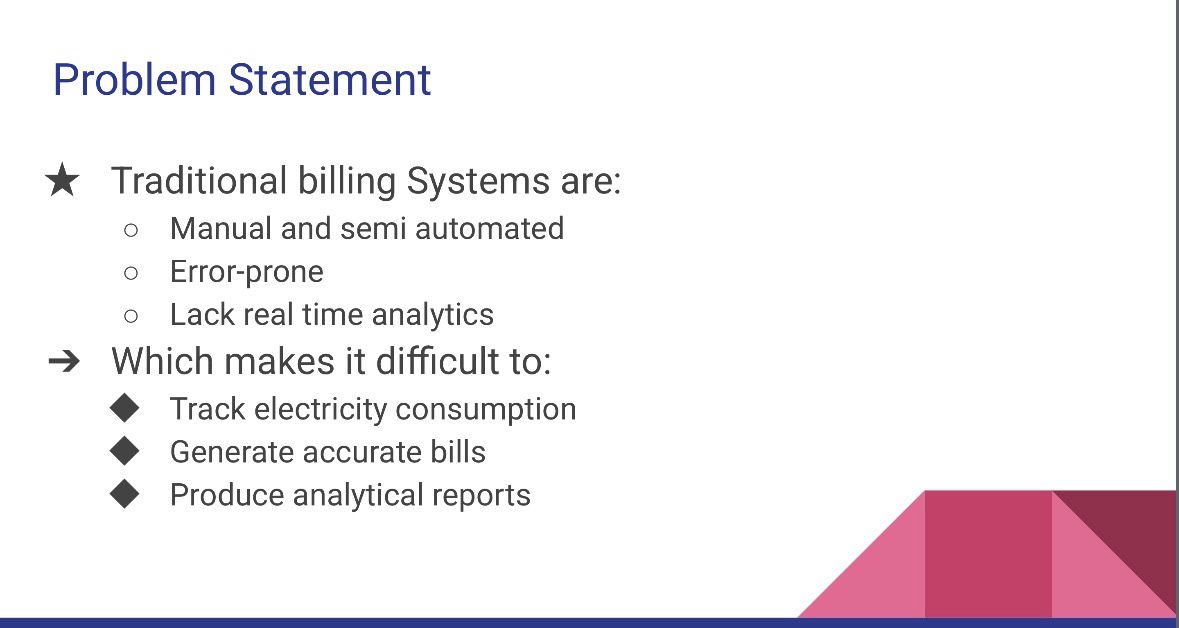 Problem Statement
★ Traditional billing Systems are:
○ Manual and semi automated
○ Error-prone
○ Lack real time analytics
➔ Which makes it difficult to:
◆ Track electricity consumption
◆ Generate accurate bills
◆ Produce analytical reports